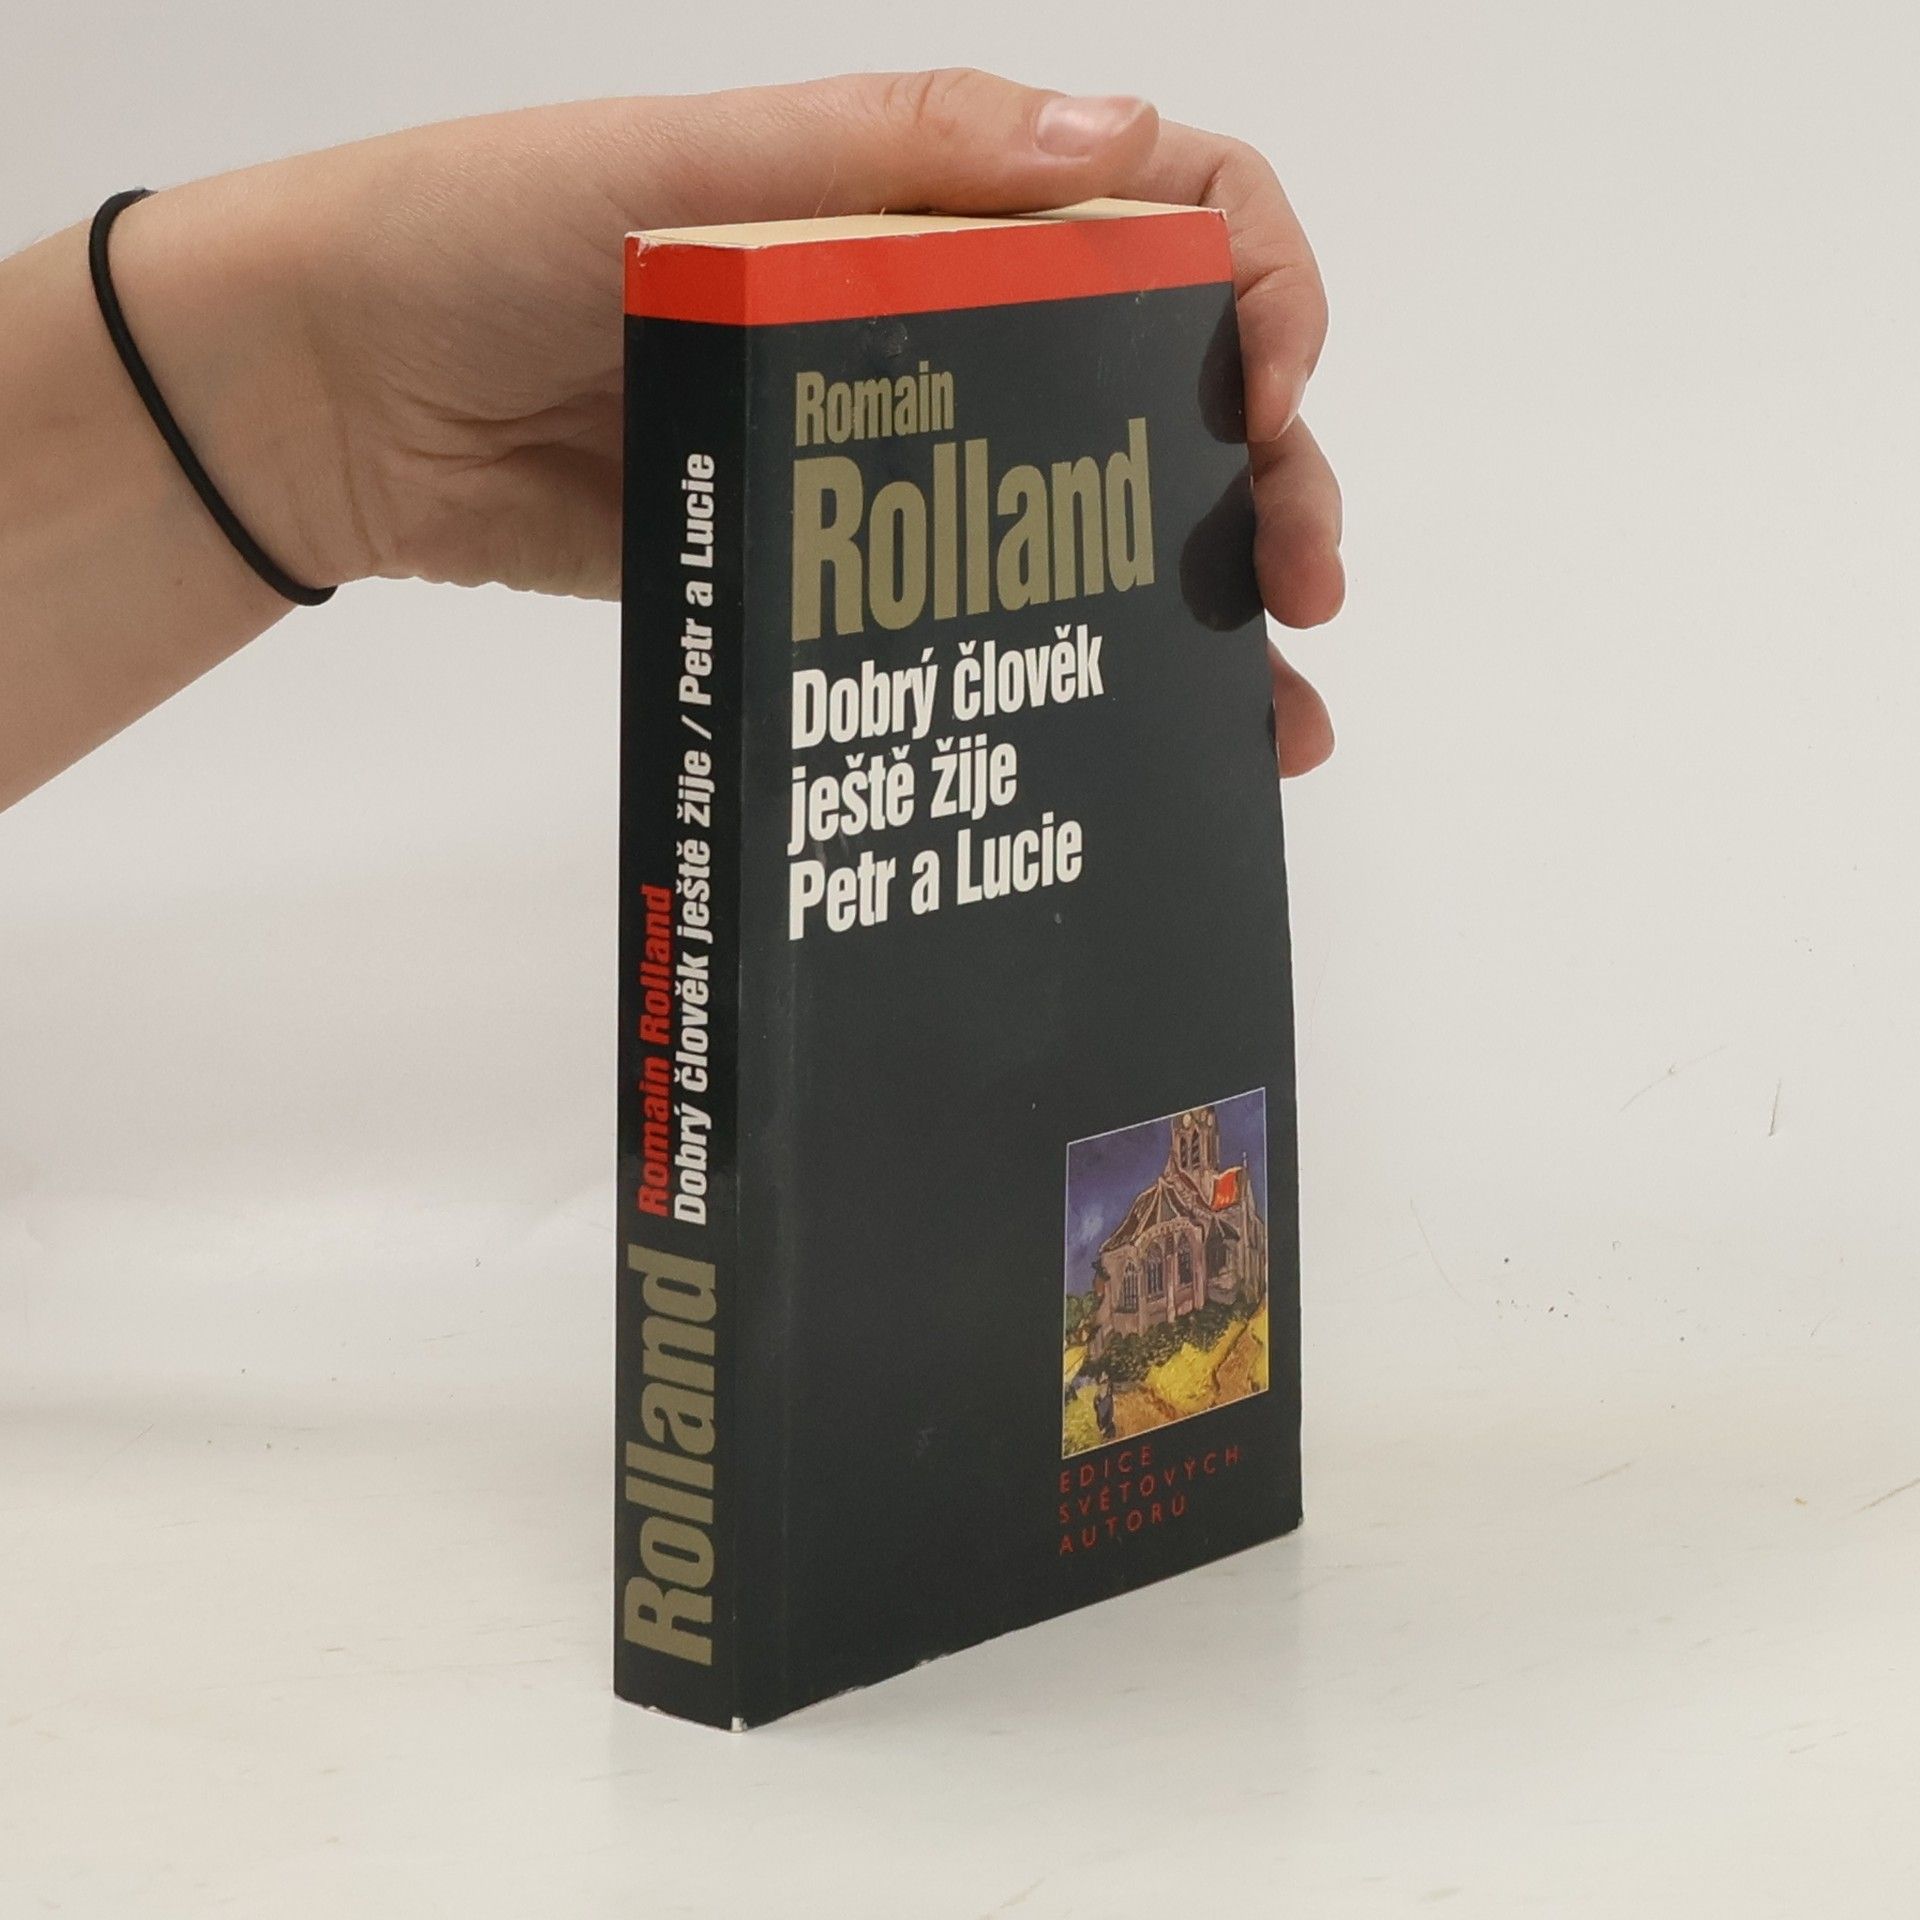 Romain
Rolland
Dobrý člověk
ještě žije
Petr a Lucie
EDICE
SVĚTOVÝCH
AUTORŮ
Rolland
Romain Rolland
Dobrý člověk ještě žije / Petr a Lucie